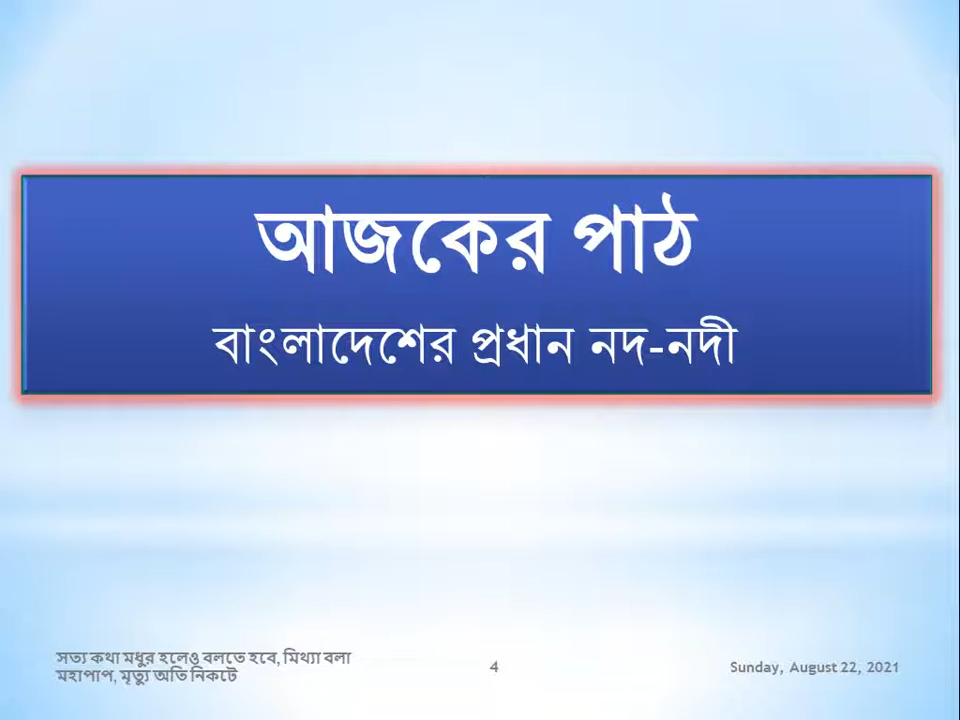 আজকের পাঠ
বাংলাদেশের প্রধান নদ-নদী
সত্য কথা মধুর হলেও বলতে হবে, মিথ্যা বলা
মহাপাপ, মৃত্যু অতি নিকটে
4
Sunday, August 22, 2021